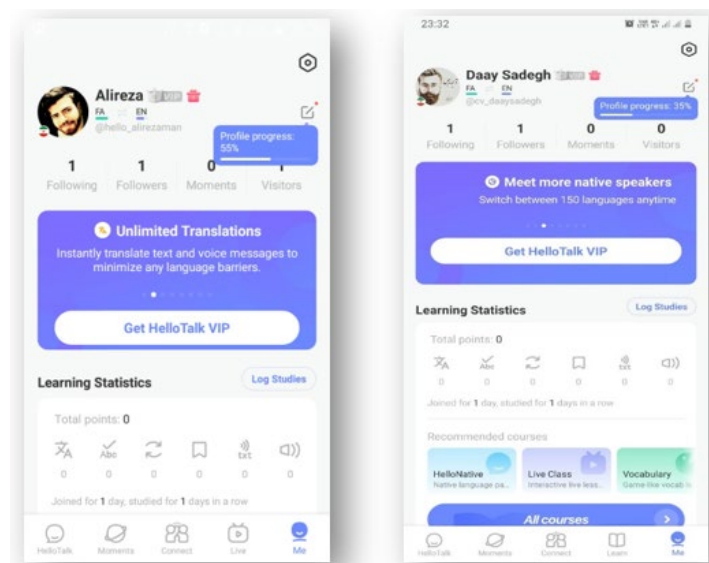 Alireza VIP
FA EN
@hello_alirezaman
Profile progress:
55%
1 1 0 1
Following Followers Moments Visitors
Unlimited Translations
Instantly translate text and voice messages to
minimize any language barriers.
Get HelloTalk VIP
Learning Statistics Log Studies
Total points: 0
Abc txt
0 0 0 0 0 0
Joined for 1 day, studied for 1 days in a row
HelloTalk Moments Connect Live Me
23:32
Daay Sadegh VIP
FA EN
@cv_daaysadegh
Profile progress: 35%
1 1 0 0
Following Followers Moments Visitors
Meet more native speakers
Switch between 150 languages anytime
Get HelloTalk VIP
Learning Statistics Log Studies
Total points: 0
Abc txt
0 0 0 0 0 0
Joined for 1 day, studied for 1 days in a row
Recommended courses
HelloNative Live Class Vocabulary
Native language pa... Interactive live less... Game like vocab
All courses
HelloTalk Moments Connect Learn Me